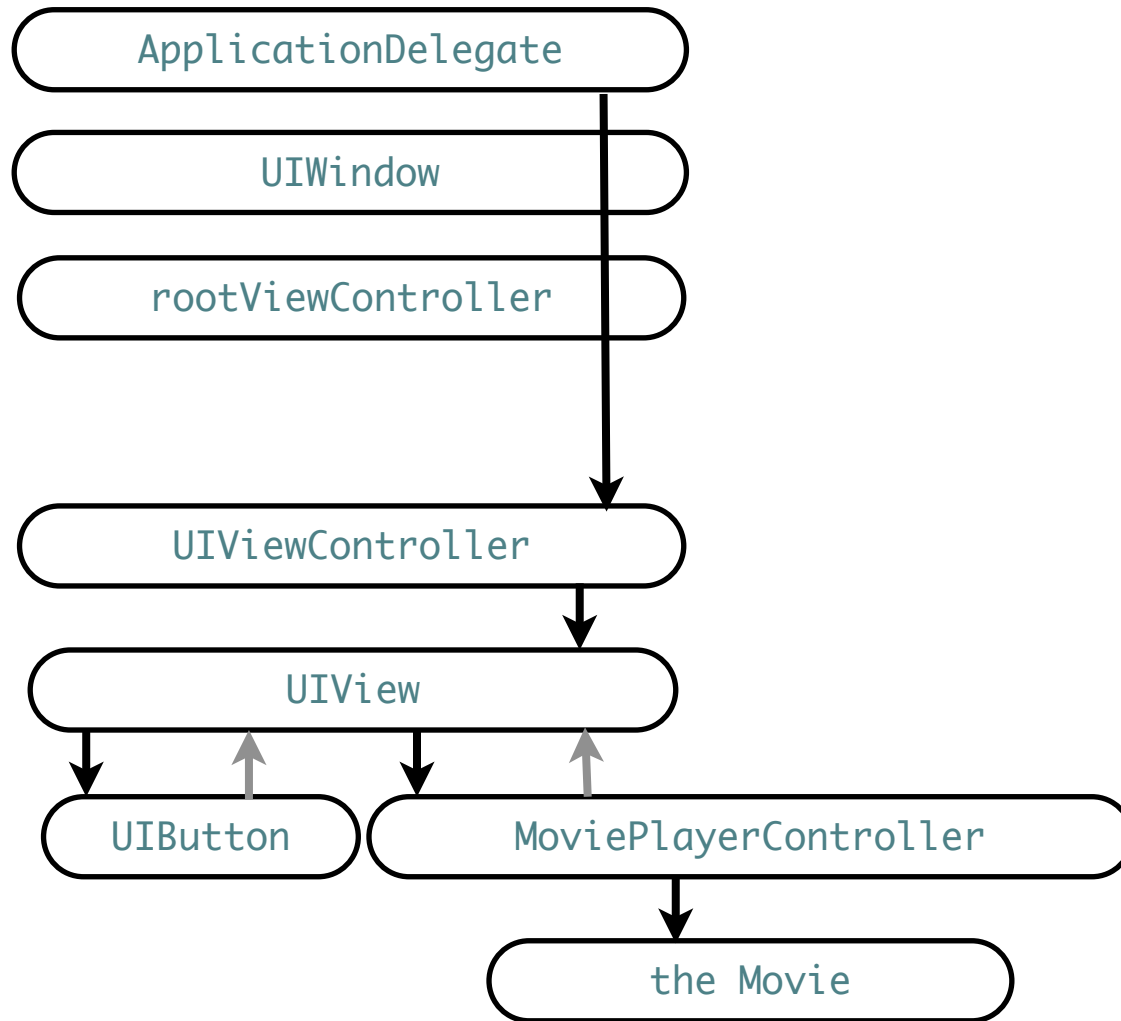 ApplicationDelegate
UIWindow
rootViewController
UIViewController
UIView
UIButton
MoviePlayerController
the Movie